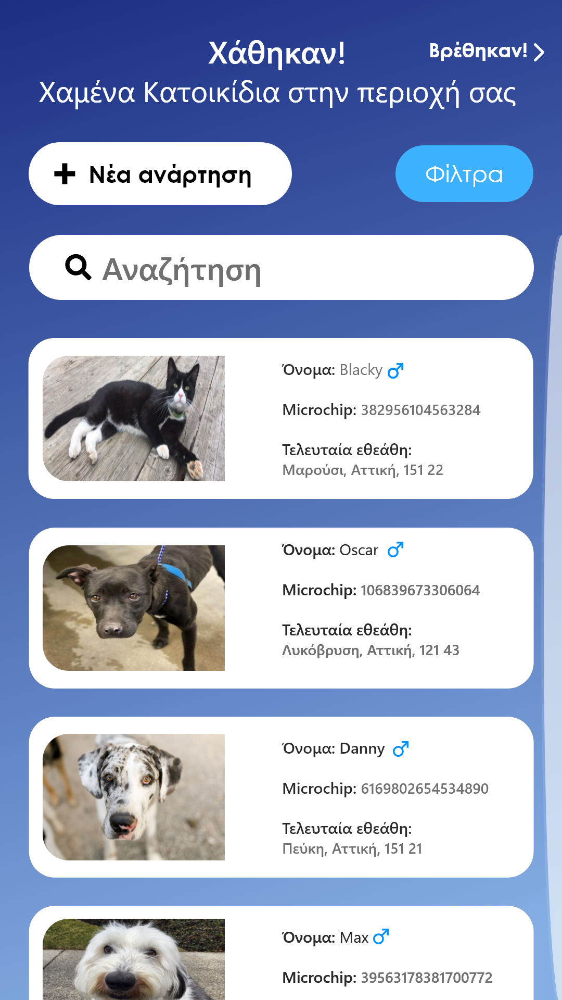 Χάθηκαν!
Βρέθηκαν!
Χαμένα Κατοικίδια στην περιοχή σας
Νέα ανάρτηση
Φίλτρα
Αναζήτηση
Όνομα: Blacky
Microchip: 382956104563284
Τελευταία εθεάθη:
Μαρούσι, Αττική, 151 22
Όνομα: Oscar
Microchip: 106839673306064
Τελευταία εθεάθη:
Λυκόβρυση, Αττική, 121 43
Όνομα: Danny
Microchip: 6169802654534890
Τελευταία εθεάθη:
Πεύκη, Αττική, 151 21
Όνομα: Max
Microchip: 39563178381700772